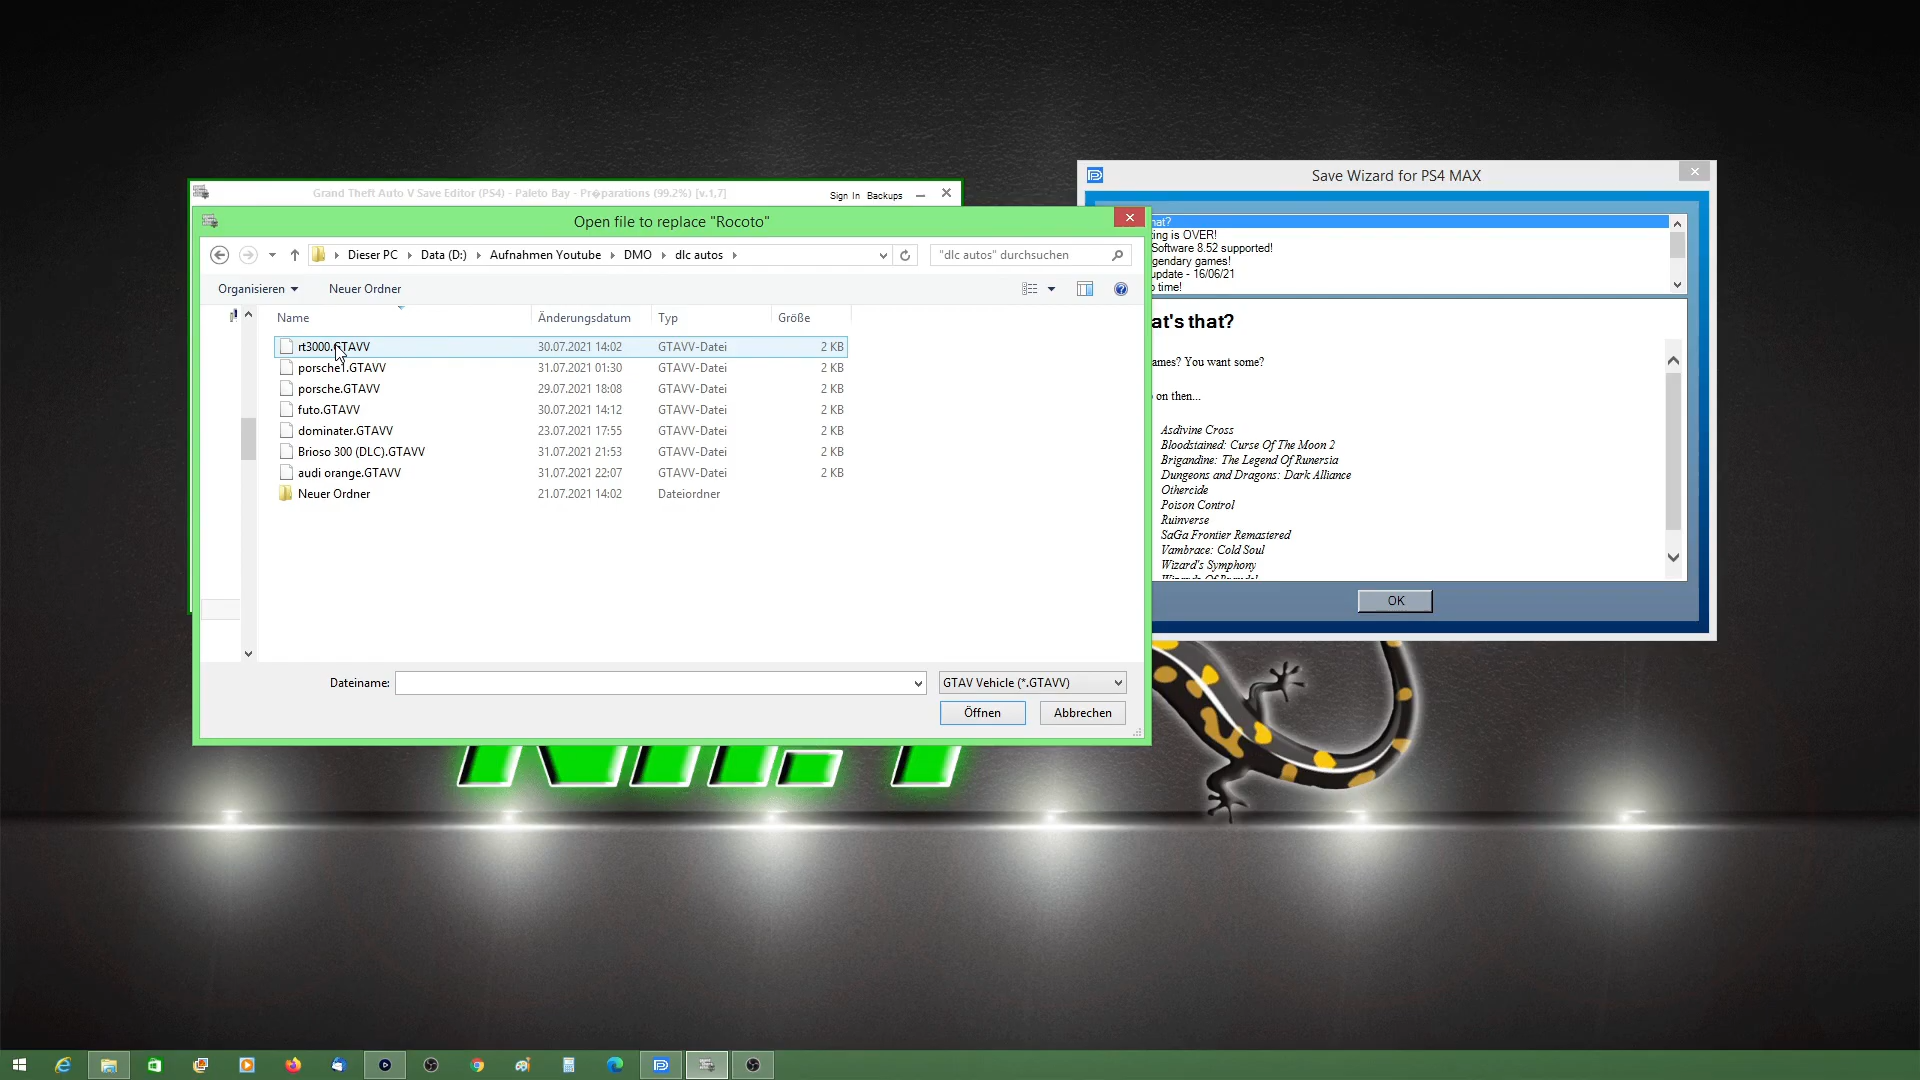 Grand Theft Auto V Save Editor (PS4) - Paleto Bay - Pr�parations (99.2%) [v.1,7]
Sign In Backups
Open file to replace "Rocoto"
Dieser PC Data (D:) Aufnahmen Youtube DMO dlc autos
"dlc autos" durchsuchen
Organisieren Neuer Ordner
Name Änderungsdatum Typ Größe
rt3000.GTAVV 30.07.2021 14:02 GTAVV-Datei 2 KB
porsche1.GTAVV 31.07.2021 01:30 GTAVV-Datei 2 KB
porsche.GTAVV 29.07.2021 18:08 GTAVV-Datei 2 KB
futo.GTAVV 30.07.2021 14:12 GTAVV-Datei 2 KB
dominater.GTAVV 23.07.2021 17:55 GTAVV-Datei 2 KB
Brioso 300 (DLC).GTAVV 31.07.2021 21:53 GTAVV-Datei 2 KB
audi orange.GTAVV 31.07.2021 22:07 GTAVV-Datei 2 KB
Neuer Ordner 21.07.2021 14:02 Dateiordner
Dateiname:
GTAV Vehicle (*.GTAVV)
Öffnen Abbrechen
Save Wizard for PS4 MAX
hat?
ing is OVER!
Software 8.52 supported!
gendary games!
update - 16/06/21
time!
at's that?
ames? You want some?
on then...
Asdivine Cross
Bloodstained: Curse Of The Moon 2
Brigandine: The Legend Of Runersia
Dungeons and Dragons: Dark Alliance
Othercide
Poison Control
Ruinverse
SaGa Frontier Remastered
Vambrace: Cold Soul
Wizard's Symphony
OK